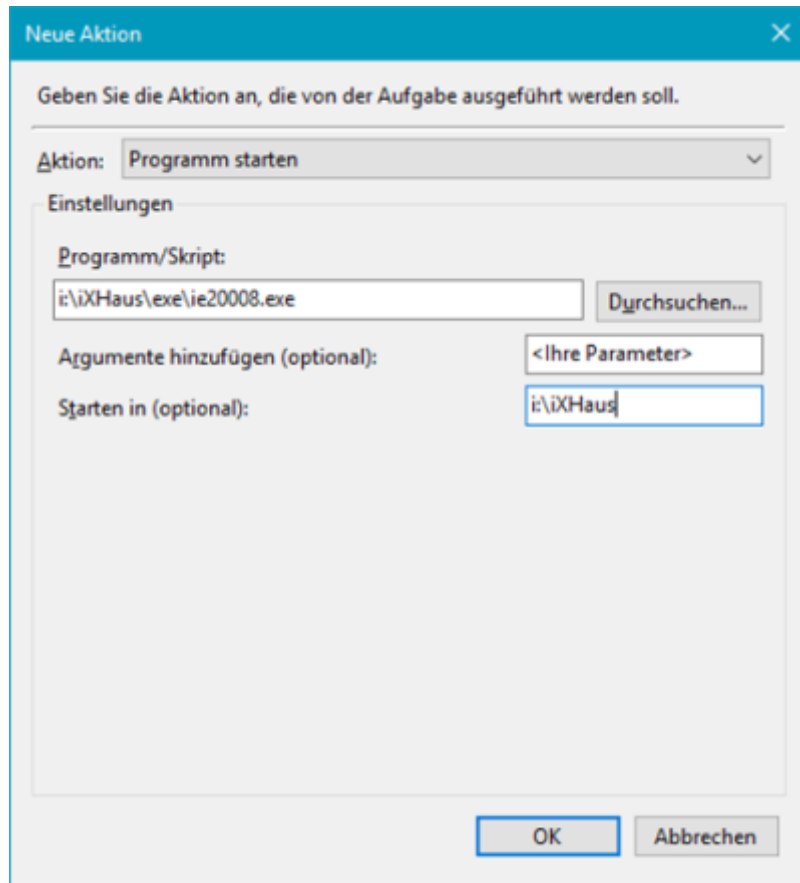 Neue Aktion
Geben Sie die Aktion an, die von der Aufgabe ausgeführt werden soll.
Aktion: Programm starten
Einstellungen
Programm/Skript:
i:\iXHaus\exe\ie20008.exe Durchsuchen...
Argumente hinzufügen (optional): <Ihre Parameter>
Starten in (optional): i:\iXHaus
OK Abbrechen